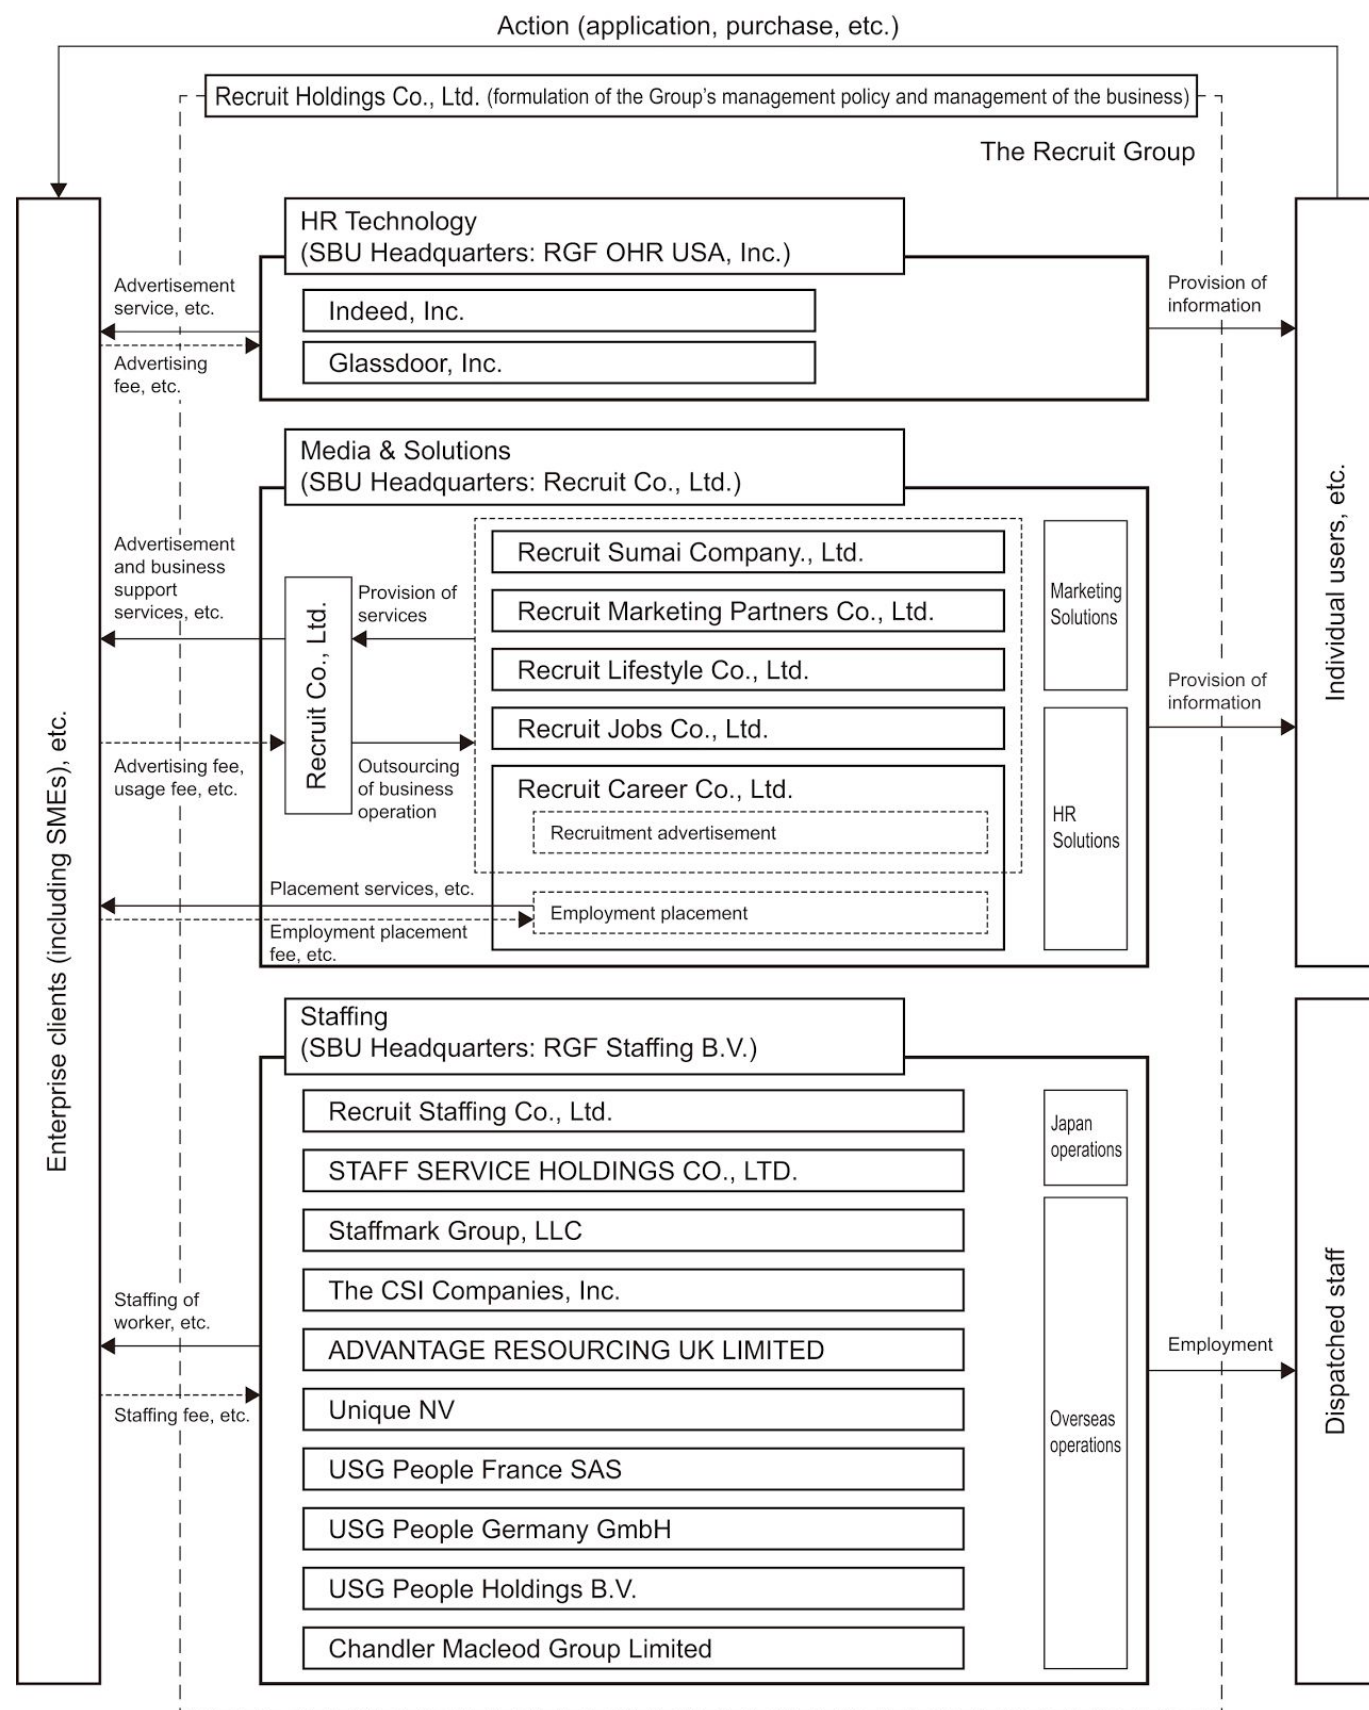 Action (application, purchase, etc.)
Recruit Holdings Co., Ltd. (formulation of the Group's management policy and management of the business)
The Recruit Group
Enterprise clients (including SMEs), etc.
HR Technology
(SBU Headquarters: RGF OHR USA, Inc.)
Indeed, Inc.
Glassdoor, Inc.
Advertisement
service, etc.
Advertising
fee, etc.
Provision of
information
Individual users, etc.
Media & Solutions
(SBU Headquarters: Recruit Co., Ltd.)
Advertisement
and business
support
services, etc.
Advertising fee,
usage fee, etc.
Recruit Co., Ltd.
Provision of
services
Outsourcing
of business
operation
Recruit Sumai Company., Ltd.
Recruit Marketing Partners Co., Ltd.
Recruit Lifestyle Co., Ltd.
Recruit Jobs Co., Ltd.
Recruit Career Co., Ltd.
Recruitment advertisement
Employment placement
Placement services, etc.
Employment placement
fee, etc.
Marketing
Solutions
HR
Solutions
Provision of
information
Staffing
(SBU Headquarters: RGF Staffing B.V.)
Recruit Staffing Co., Ltd.
STAFF SERVICE HOLDINGS CO., LTD.
Staffmark Group, LLC
The CSI Companies, Inc.
ADVANTAGE RESOURCING UK LIMITED
Unique NV
USG People France SAS
USG People Germany GmbH
USG People Holdings B.V.
Chandler Macleod Group Limited
Japan
operations
Overseas
operations
Staffing of
worker, etc.
Staffing fee, etc.
Employment
Dispatched staff